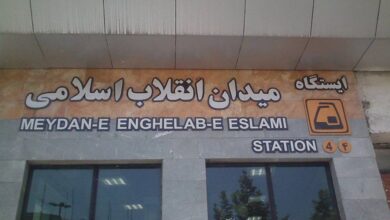 ایستگاه میدان انقلاب اسلامی
MEYDAN-E ENGHELAB-E ESLAMI
STATION 4 ۴